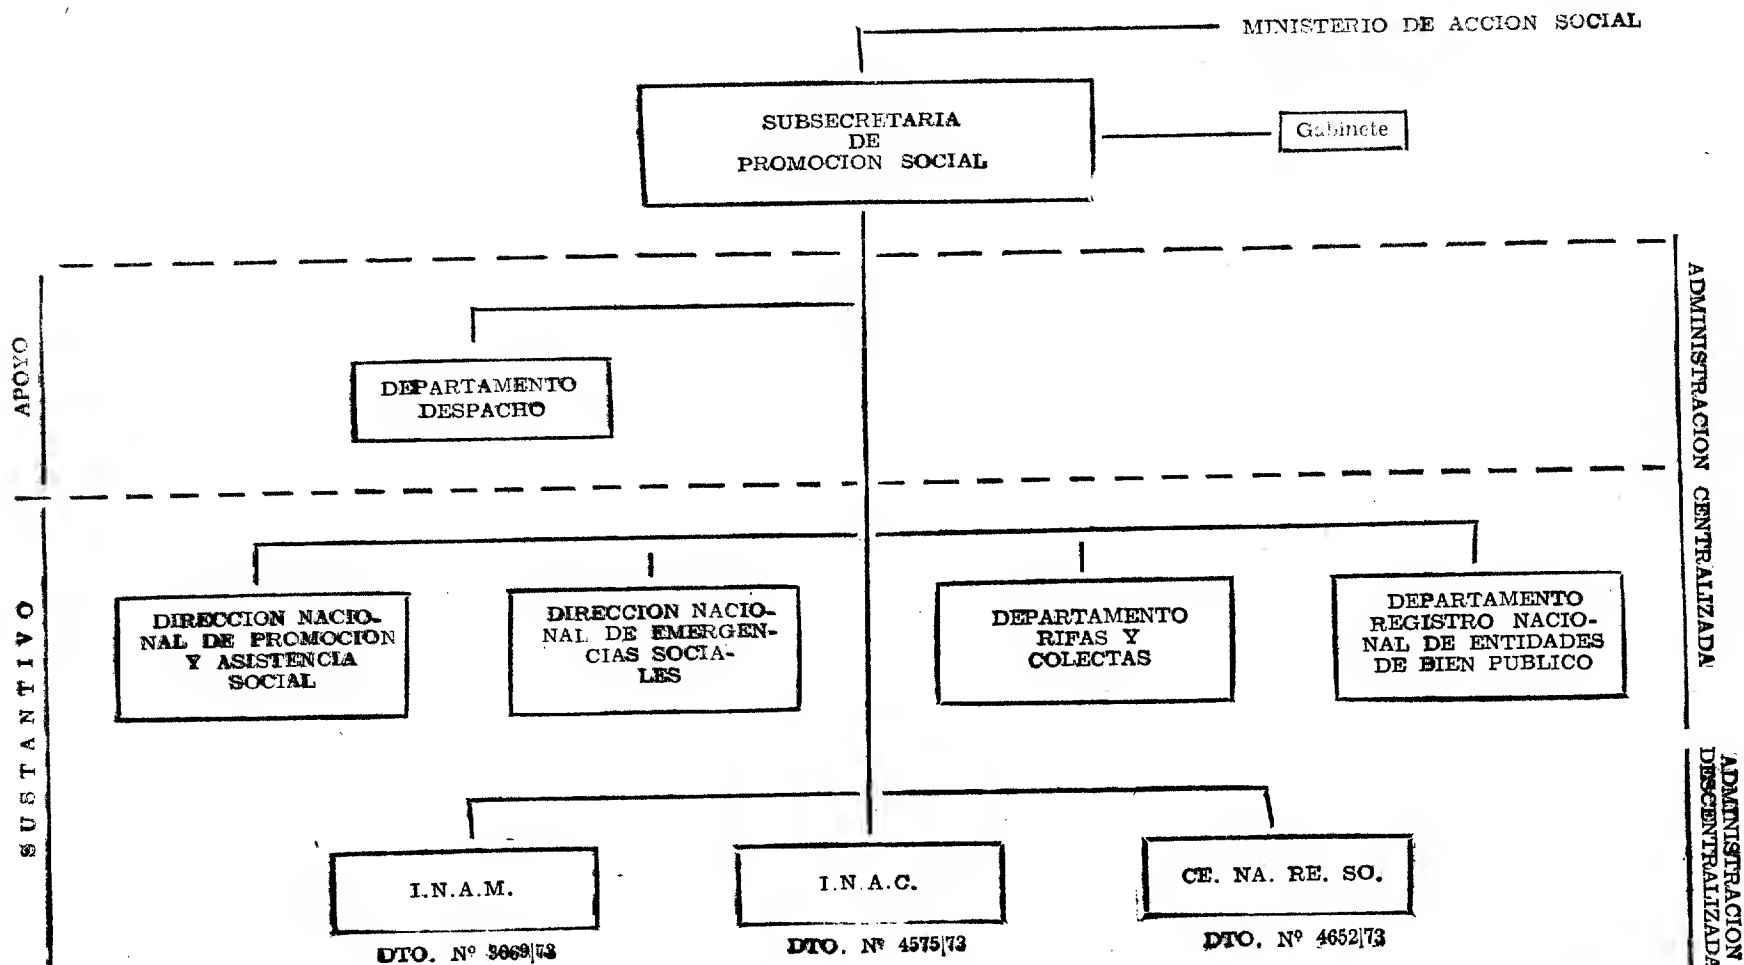 MINISTERIO DE ACCION SOCIAL
SUBSECRETARIA
DE
PROMOCION SOCIAL
Gabinete
APOYO
ADMINISTRACION CENTRALIZADA
DEPARTAMENTO
DESPACHO
SUSTANTIVO
DIRECCION NACIO-
NAL DE PROMOCION
Y ASISTENCIA
SOCIAL
DIRECCION NACIO-
NAL DE EMERGEN-
CIAS SOCIA-
LES
DEPARTAMENTO
RIFAS Y
COLECTAS
DEPARTAMENTO
REGISTRO NACIO-
NAL DE ENTIDADES
DE BIEN PUBLICO
ADMINISTRACION
DESCENTRALIZADA
I.N.A.M.
DTO. Nº 3069|73
I.N.A.C.
DTO. Nº 4575|73
CE. NA. RE. SO.
DTO. Nº 4652|73